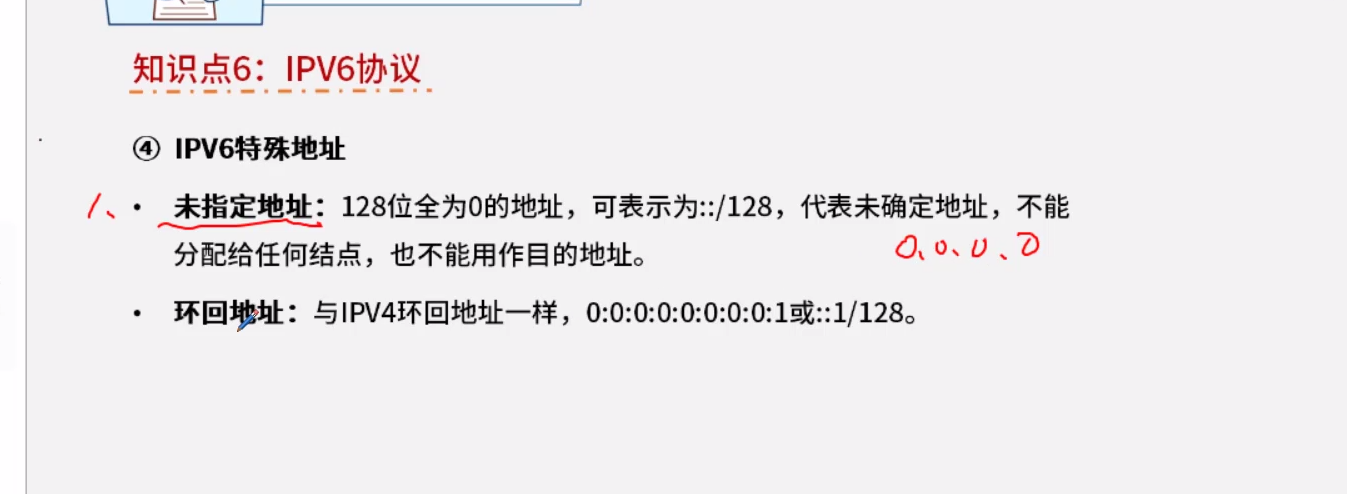 知识点6：IPV6协议
④ IPV6特殊地址
1、• 未指定地址：128位全为0的地址，可表示为::/128，代表未确定地址，不能
分配给任何结点，也不能用作目的地址。
0、0、0、0
• 环回地址：与IPV4环回地址一样，0:0:0:0:0:0:0:0:1或::1/128。